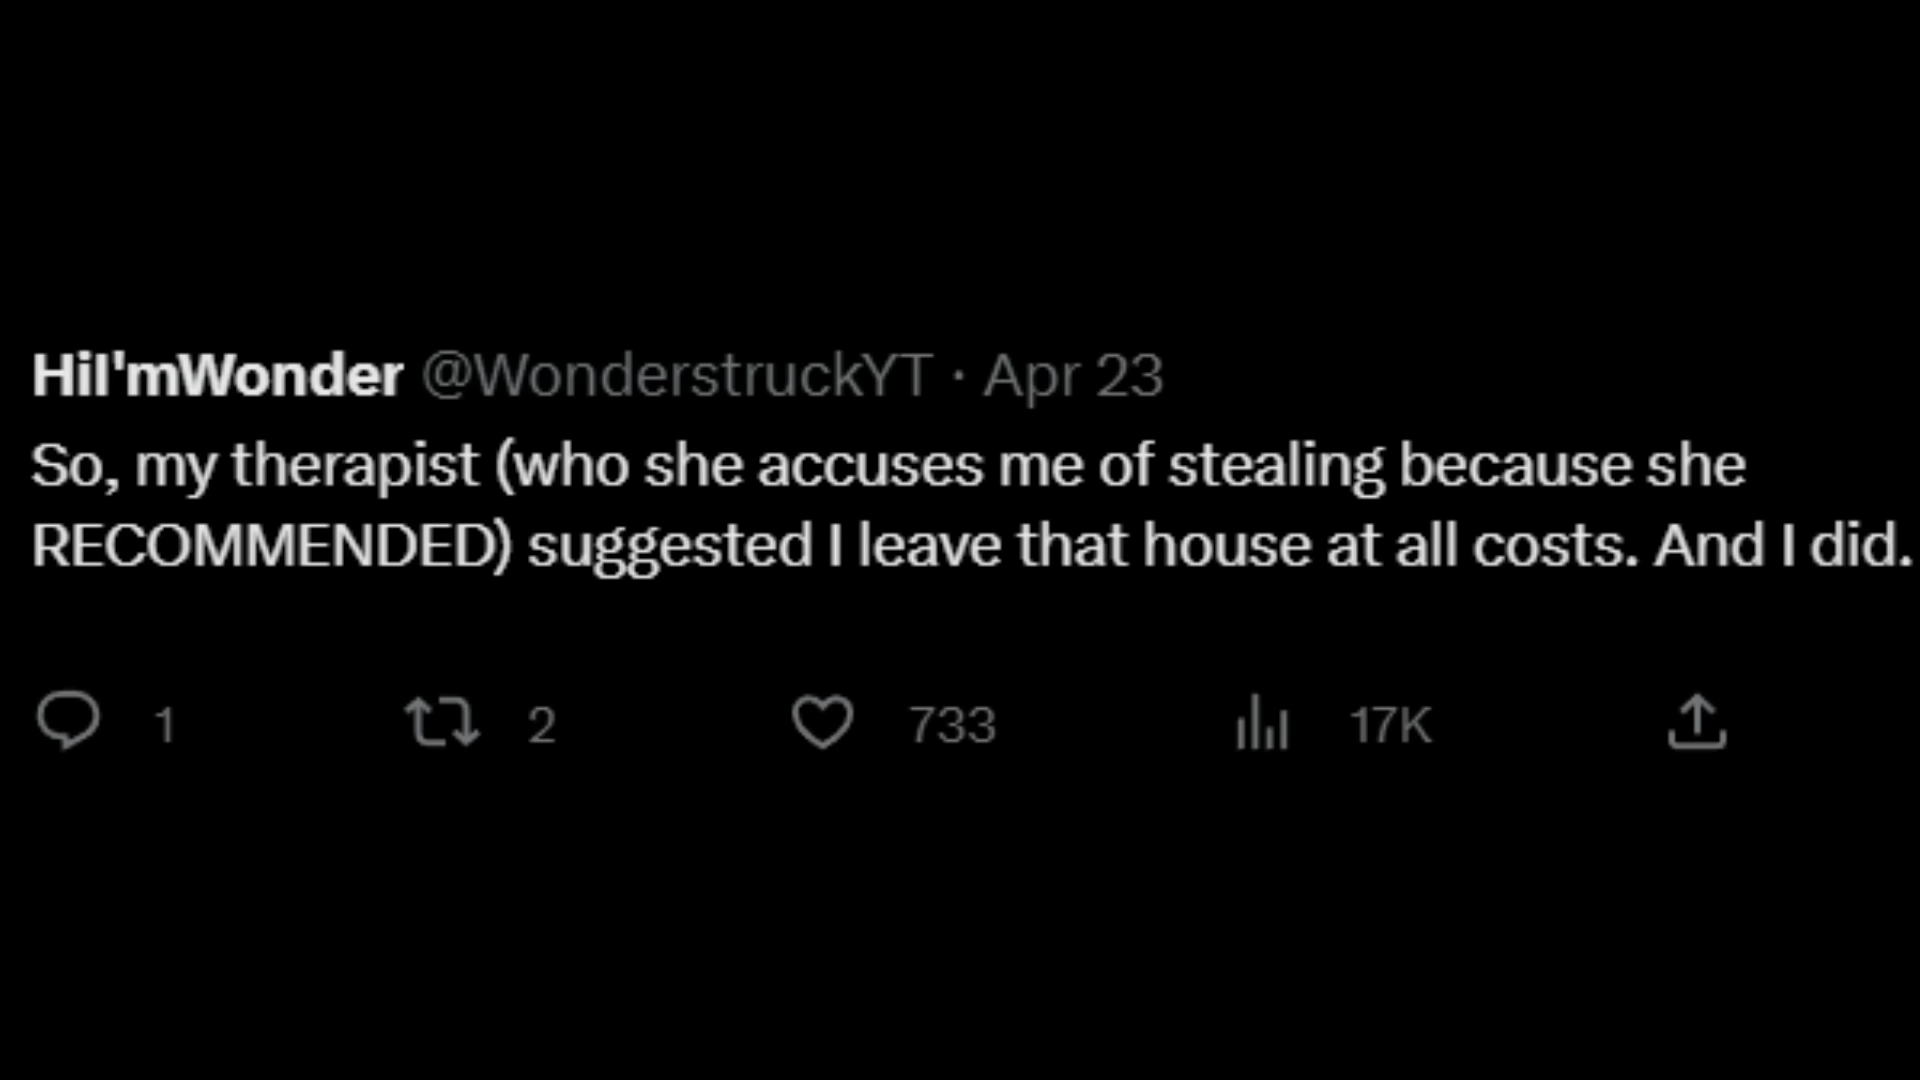 HiI'mWonder @WonderstruckYT · Apr 23
So, my therapist (who she accuses me of stealing because she
RECOMMENDED) suggested I leave that house at all costs. And I did.
1 2 733 17K